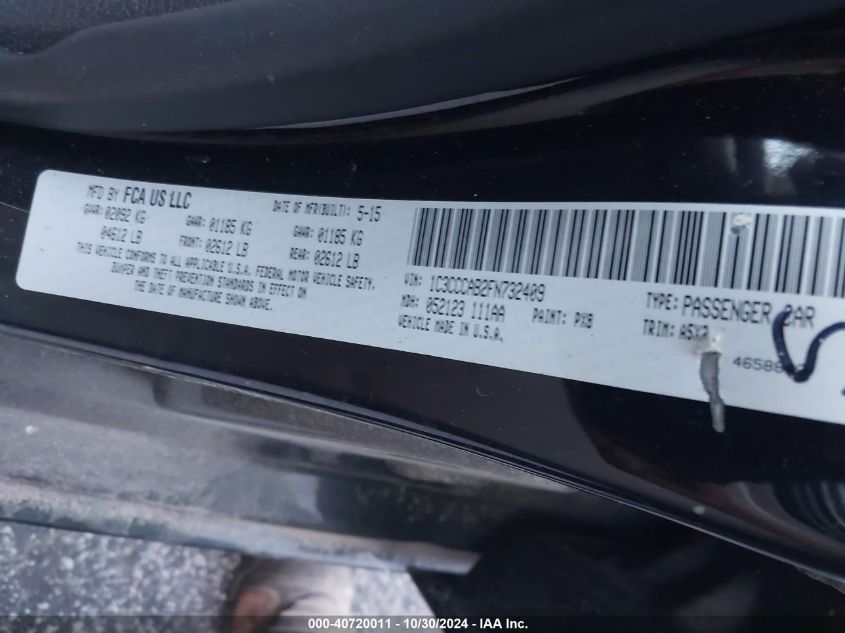 MFD BY FCA US LLC
DATE OF MFR(BUILT): 5-15
GVWR: 02092 KG
GAWR: 01185 KG
GAWR: 01185 KG
04612 LB
FRONT: 02612 LB
REAR: 02612 LB
THIS VEHICLE CONFORMS TO ALL APPLICABLE U.S.A. FEDERAL MOTOR VEHICLE SAFETY,
BUMPER AND THEFT PREVENTION STANDARDS IN EFFECT ON
THE DATE OF MANUFACTURE SHOWN ABOVE.
VIN: 1C3CCCAB2FN732409
TYPE: PASSENGER CAR
MDH: 052123 111AA
PAINT: PXB
TRIM:
VEHICLE MADE IN U.S.A.
000-40720011 - 10/30/2024 - IAA Inc.